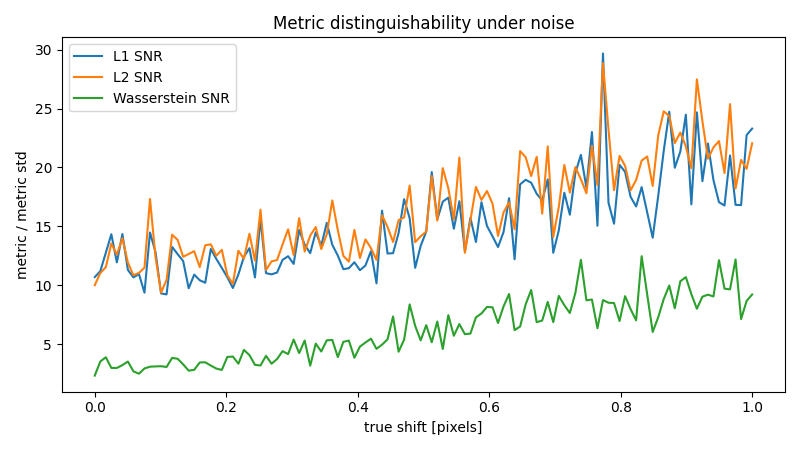 Metric distinguishability under noise
L1 SNR
L2 SNR
Wasserstein SNR
metric / metric std
30
25
20
15
10
5
0.0 0.2 0.4 0.6 0.8 1.0
true shift [pixels]